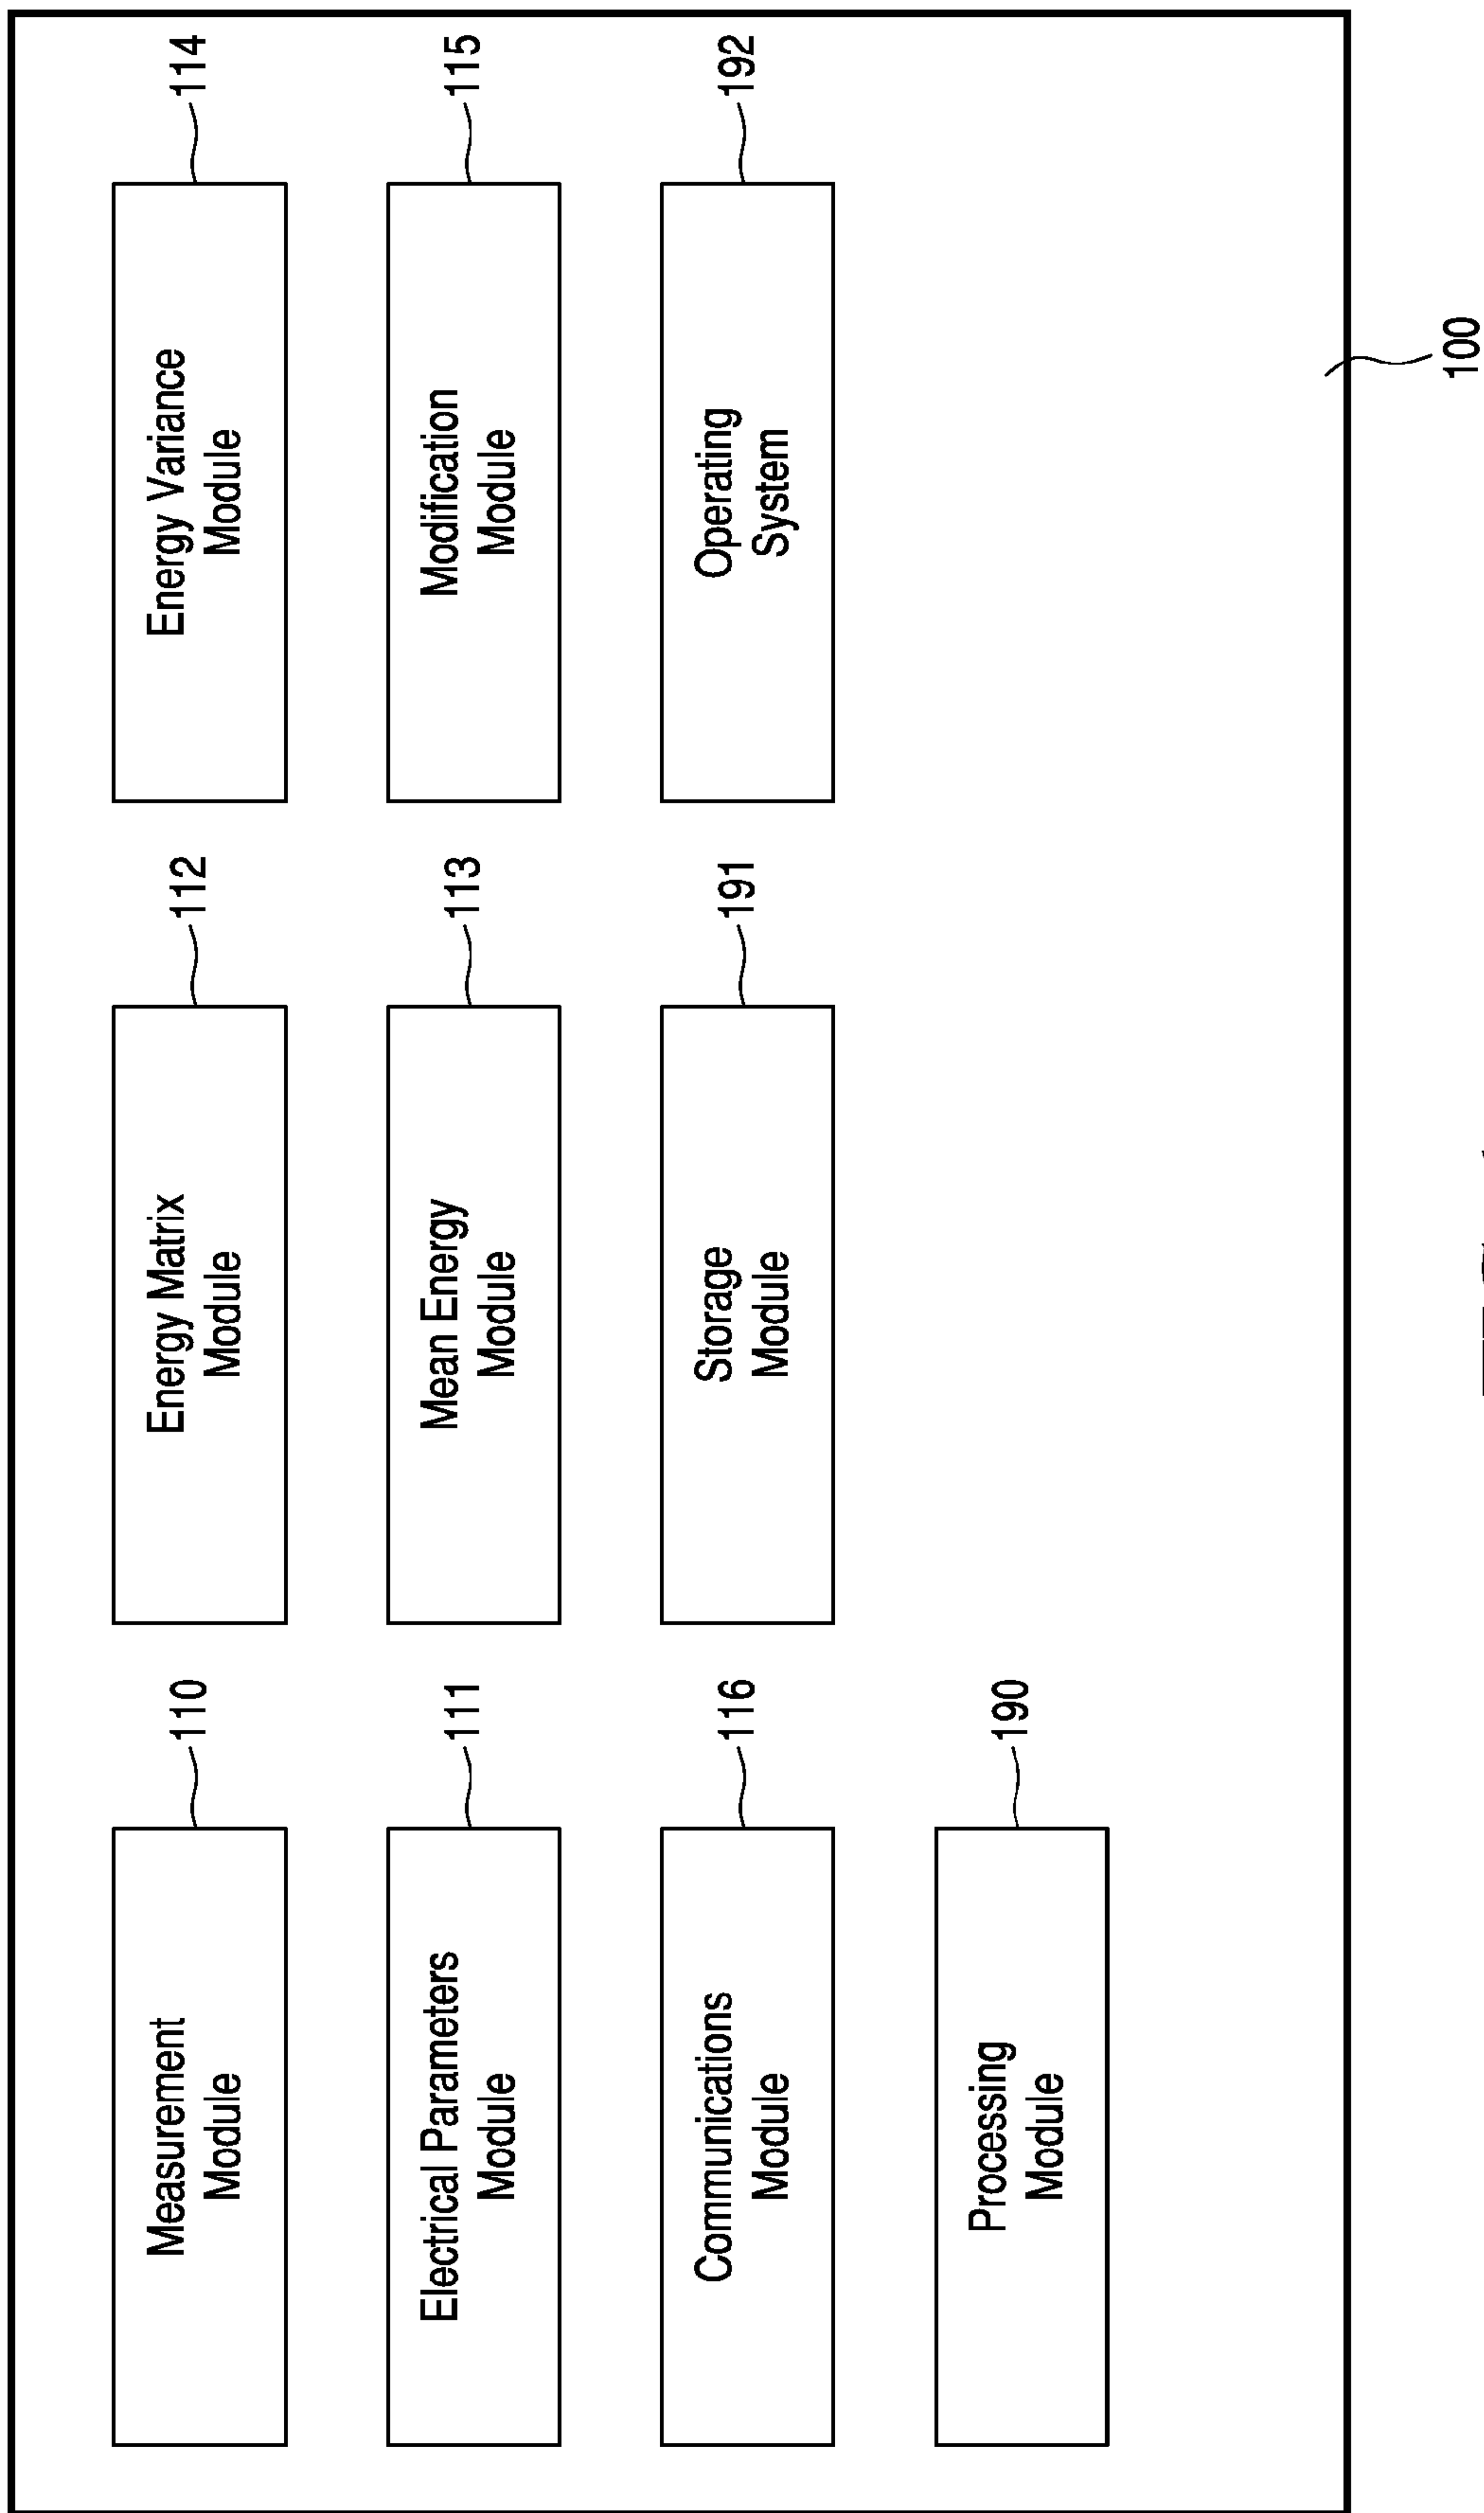 Measurement
Module
110
Energy Matrix
Module
112
Energy Variance
Module
114
Electrical Parameters
Module
111
Mean Energy
Module
113
Modification
Module
115
Communications
Module
116
Storage
Module
191
Operating
System
192
Processing
Module
190
100